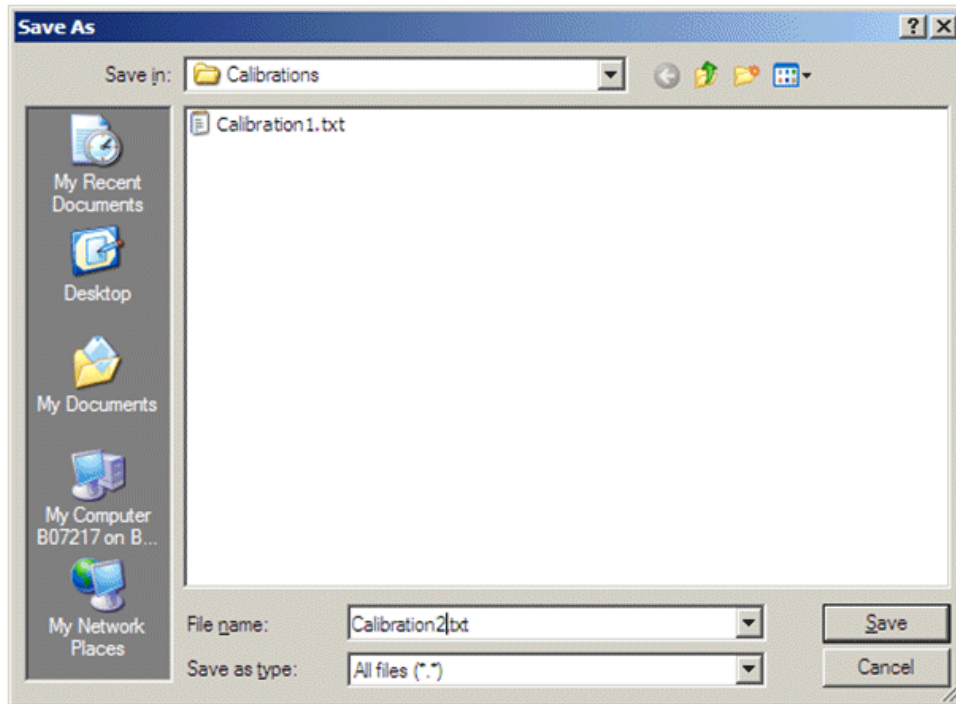 Save As
Save in:
Calibrations
Calibration1.txt
My Recent
Documents
Desktop
My Documents
My Computer
B07217 on B...
My Network
Places
File name:
Calibration2.txt
Save
Save as type:
All files (*.*)
Cancel